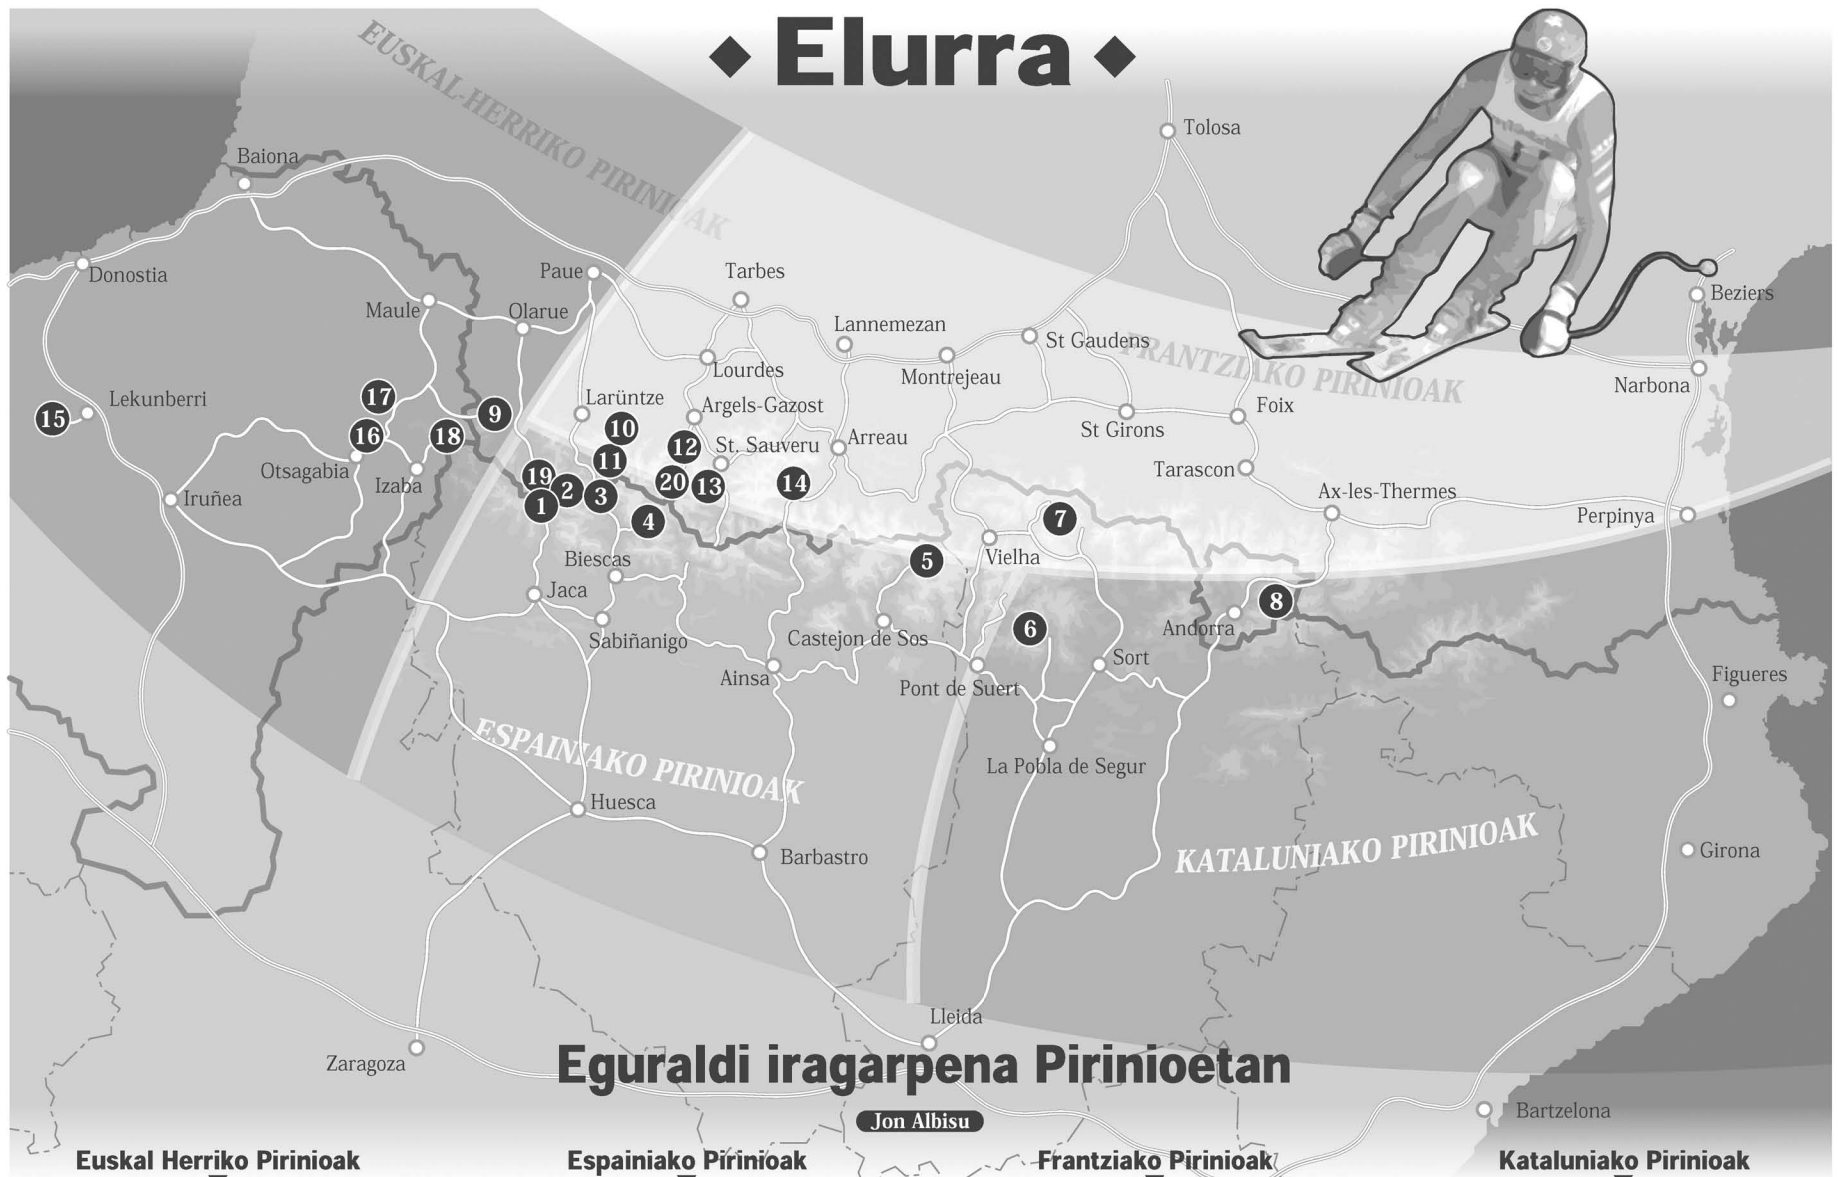 Elurra
EUSKAL-HERRIKO PIRINIOAK
Tolosa
Baiona
Donostia
Paue
Tarbes
Beziers
Maule
Olarue
Lannemezan
St Gaudens
FRANTZIAKO PIRINIOAK
Lourdes
Montrejeau
Narbona
Lekunberri
17
Larüntze
Argels-Gazost
Foix
15
9
10
St Girons
16
18
12
St. Sauveru
Arreau
Otsagabia
Izaba
11
Tarascon
Iruñea
19
2
3
20
13
14
Ax-les-Thermes
1
4
7
Perpinya
Biescas
5
Vielha
Jaca
8
Sabiñanigo
Castejon de Sos
6
Andorra
Ainsa
Pont de Suert
Sort
Figueres
ESPAINIAKO PIRINIOAK
La Pobla de Segur
Huesca
KATALUNIAKO PIRINIOAK
Barbastro
Girona
Lleida
Zaragoza
Eguraldi iragarpena Pirinioetan
Jon Albisu
Bartzelona
Euskal Herriko Pirinioak
Espainiako Pirinioak
Frantziako Pirinioak
Kataluniako Pirinioak